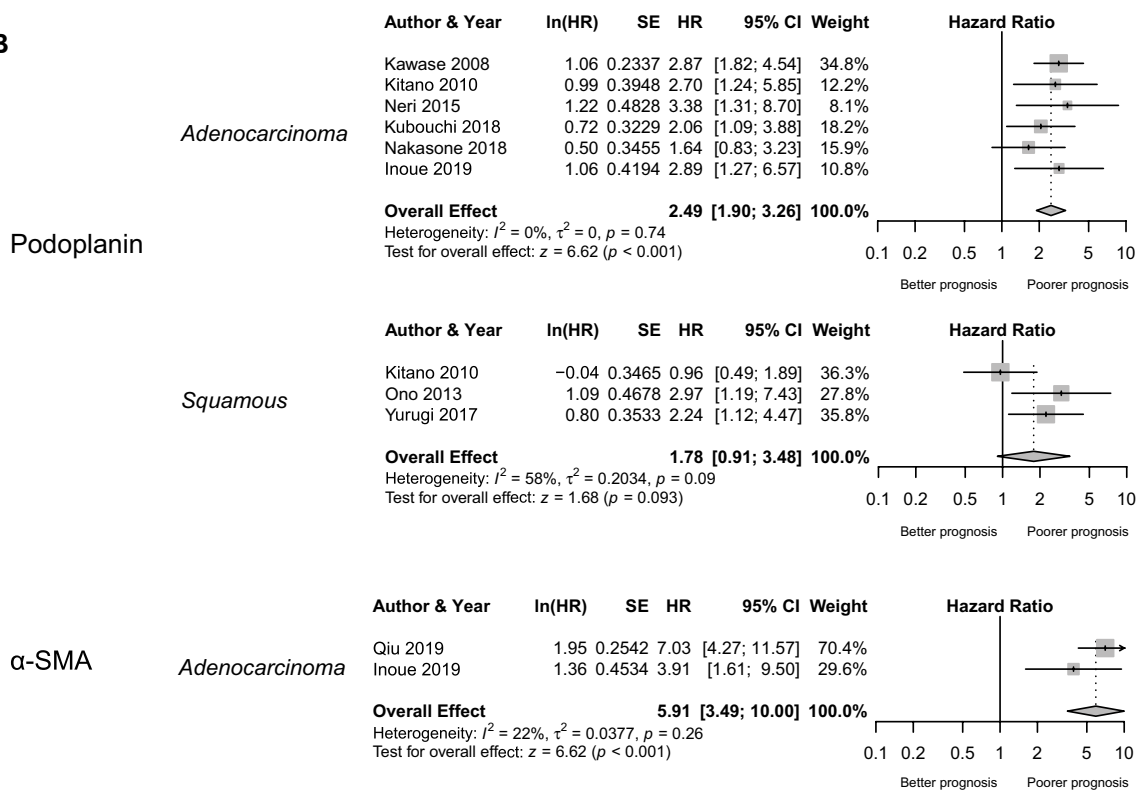 B
Podoplanin
Adenocarcinoma
Author & Year ln(HR) SE HR 95% CI Weight Hazard Ratio
Kawase 2008 1.06 0.2337 2.87 [1.82; 4.54] 34.8%
Kitano 2010 0.99 0.3948 2.70 [1.24; 5.85] 12.2%
Neri 2015 1.22 0.4828 3.38 [1.31; 8.70] 8.1%
Kubouchi 2018 0.72 0.3229 2.06 [1.09; 3.88] 18.2%
Nakasone 2018 0.50 0.3455 1.64 [0.83; 3.23] 15.9%
Inoue 2019 1.06 0.4194 2.89 [1.27; 6.57] 10.8%
Overall Effect 2.49 [1.90; 3.26] 100.0%
Heterogeneity: I² = 0%, τ² = 0, p = 0.74
Test for overall effect: z = 6.62 (p < 0.001)
0.1 0.2 0.5 1 2 5 10
Better prognosis Poorer prognosis
Squamous
Author & Year ln(HR) SE HR 95% CI Weight Hazard Ratio
Kitano 2010 −0.04 0.3465 0.96 [0.49; 1.89] 36.3%
Ono 2013 1.09 0.4678 2.97 [1.19; 7.43] 27.8%
Yurugi 2017 0.80 0.3533 2.24 [1.12; 4.47] 35.8%
Overall Effect 1.78 [0.91; 3.48] 100.0%
Heterogeneity: I² = 58%, τ² = 0.2034, p = 0.09
Test for overall effect: z = 1.68 (p = 0.093)
0.1 0.2 0.5 1 2 5 10
Better prognosis Poorer prognosis
α-SMA
Adenocarcinoma
Author & Year ln(HR) SE HR 95% CI Weight Hazard Ratio
Qiu 2019 1.95 0.2542 7.03 [4.27; 11.57] 70.4%
Inoue 2019 1.36 0.4534 3.91 [1.61; 9.50] 29.6%
Overall Effect 5.91 [3.49; 10.00] 100.0%
Heterogeneity: I² = 22%, τ² = 0.0377, p = 0.26
Test for overall effect: z = 6.62 (p < 0.001)
0.1 0.2 0.5 1 2 5 10
Better prognosis Poorer prognosis